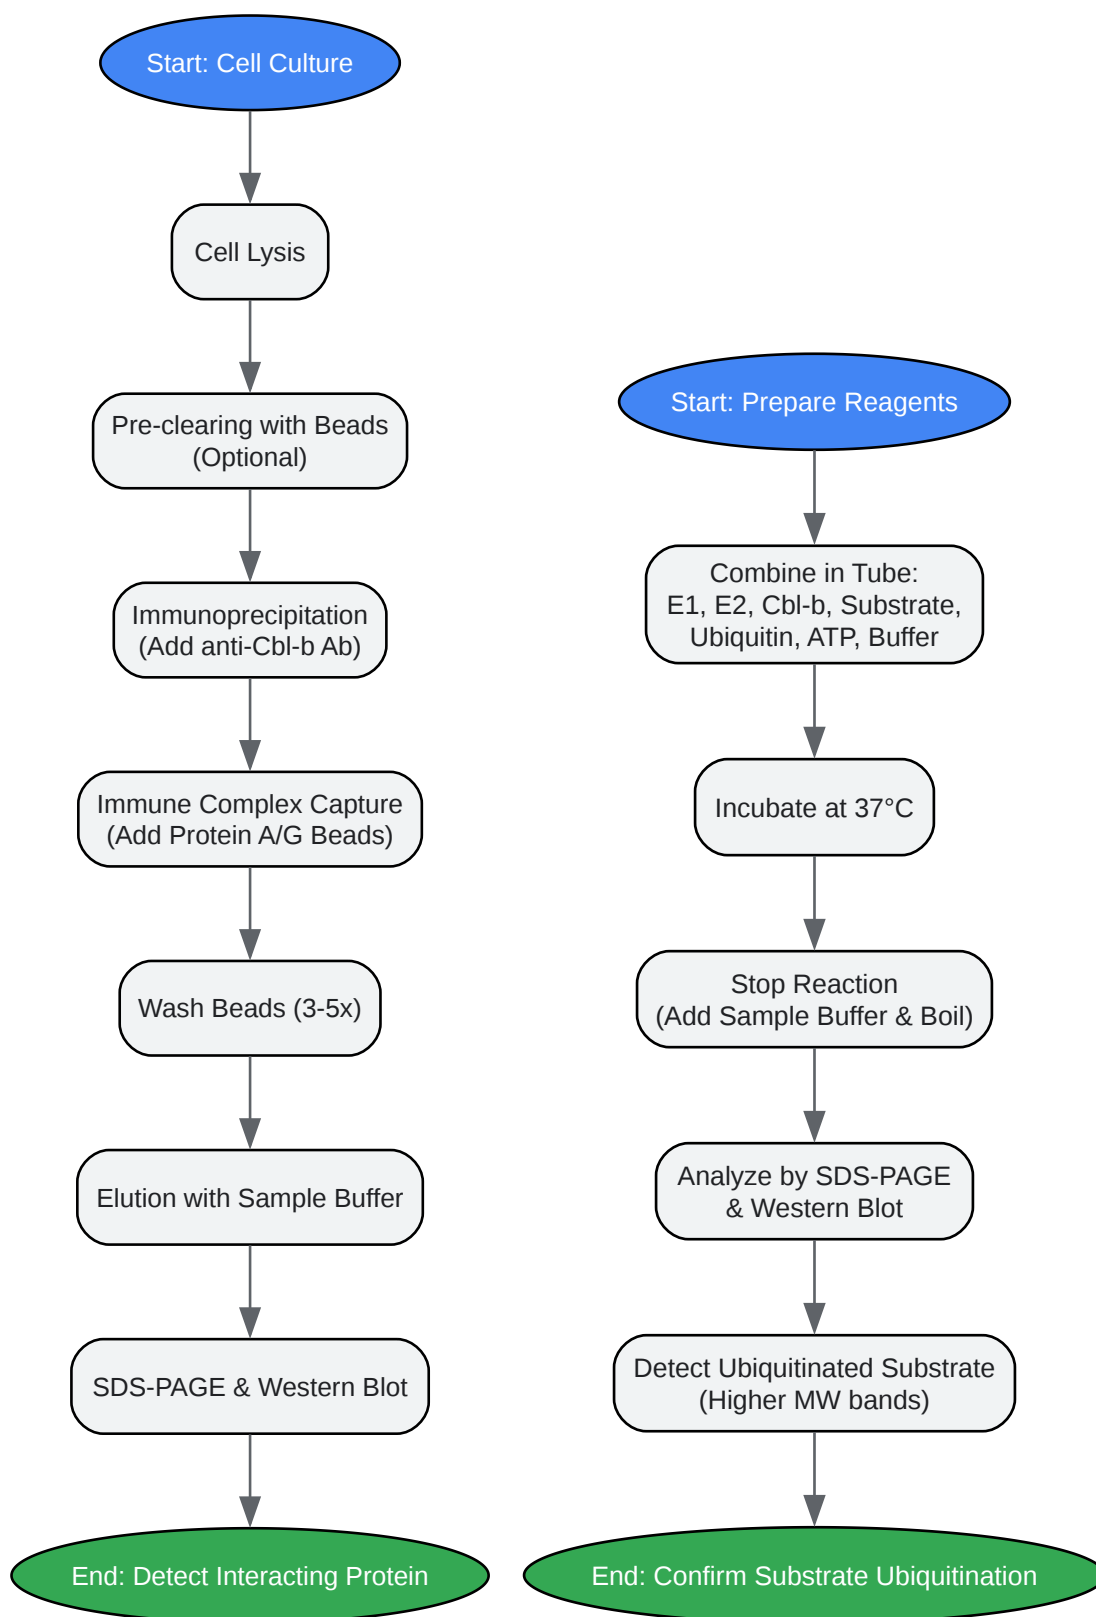 Start: Cell Culture
Cell Lysis
Pre-clearing with Beads
(Optional)
Immunoprecipitation
(Add anti-Cbl-b Ab)
Immune Complex Capture
(Add Protein A/G Beads)
Wash Beads (3-5x)
Elution with Sample Buffer
SDS-PAGE & Western Blot
End: Detect Interacting Protein
Start: Prepare Reagents
Combine in Tube:
E1, E2, Cbl-b, Substrate,
Ubiquitin, ATP, Buffer
Incubate at 37°C
Stop Reaction
(Add Sample Buffer & Boil)
Analyze by SDS-PAGE
& Western Blot
Detect Ubiquitinated Substrate
(Higher MW bands)
End: Confirm Substrate Ubiquitination